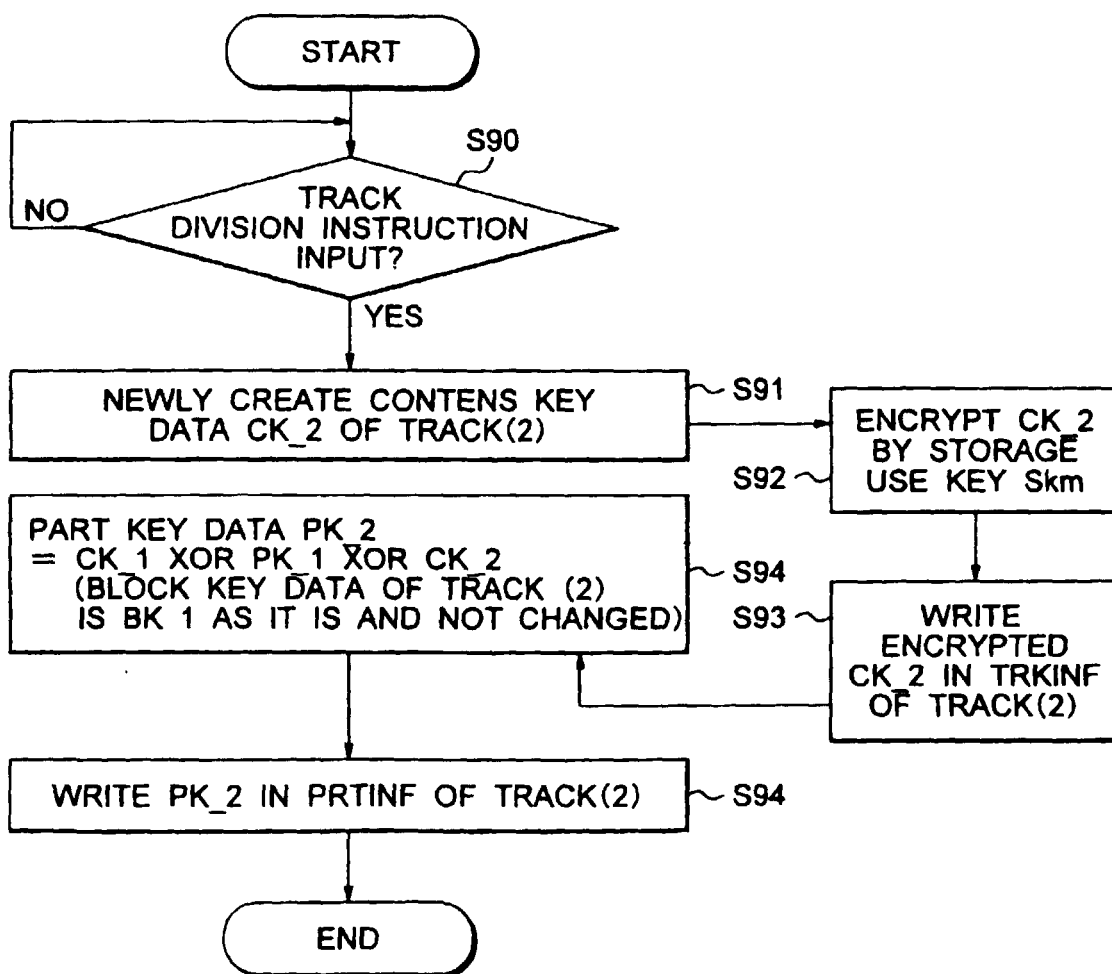 START
S90
TRACK
DIVISION INSTRUCTION
INPUT?
NO
YES
NEWLY CREATE CONTENS KEY
DATA CK_2 OF TRACK(2)
S91
ENCRYPT CK_2
BY STORAGE
USE KEY Skm
S92
WRITE
ENCRYPTED
CK_2 IN TRKINF
OF TRACK(2)
S93
PART KEY DATA PK_2
= CK_1 XOR PK_1 XOR CK_2
(BLOCK KEY DATA OF TRACK (2)
IS BK 1 AS IT IS AND NOT CHANGED)
S94
WRITE PK_2 IN PRTINF OF TRACK(2)
S94
END